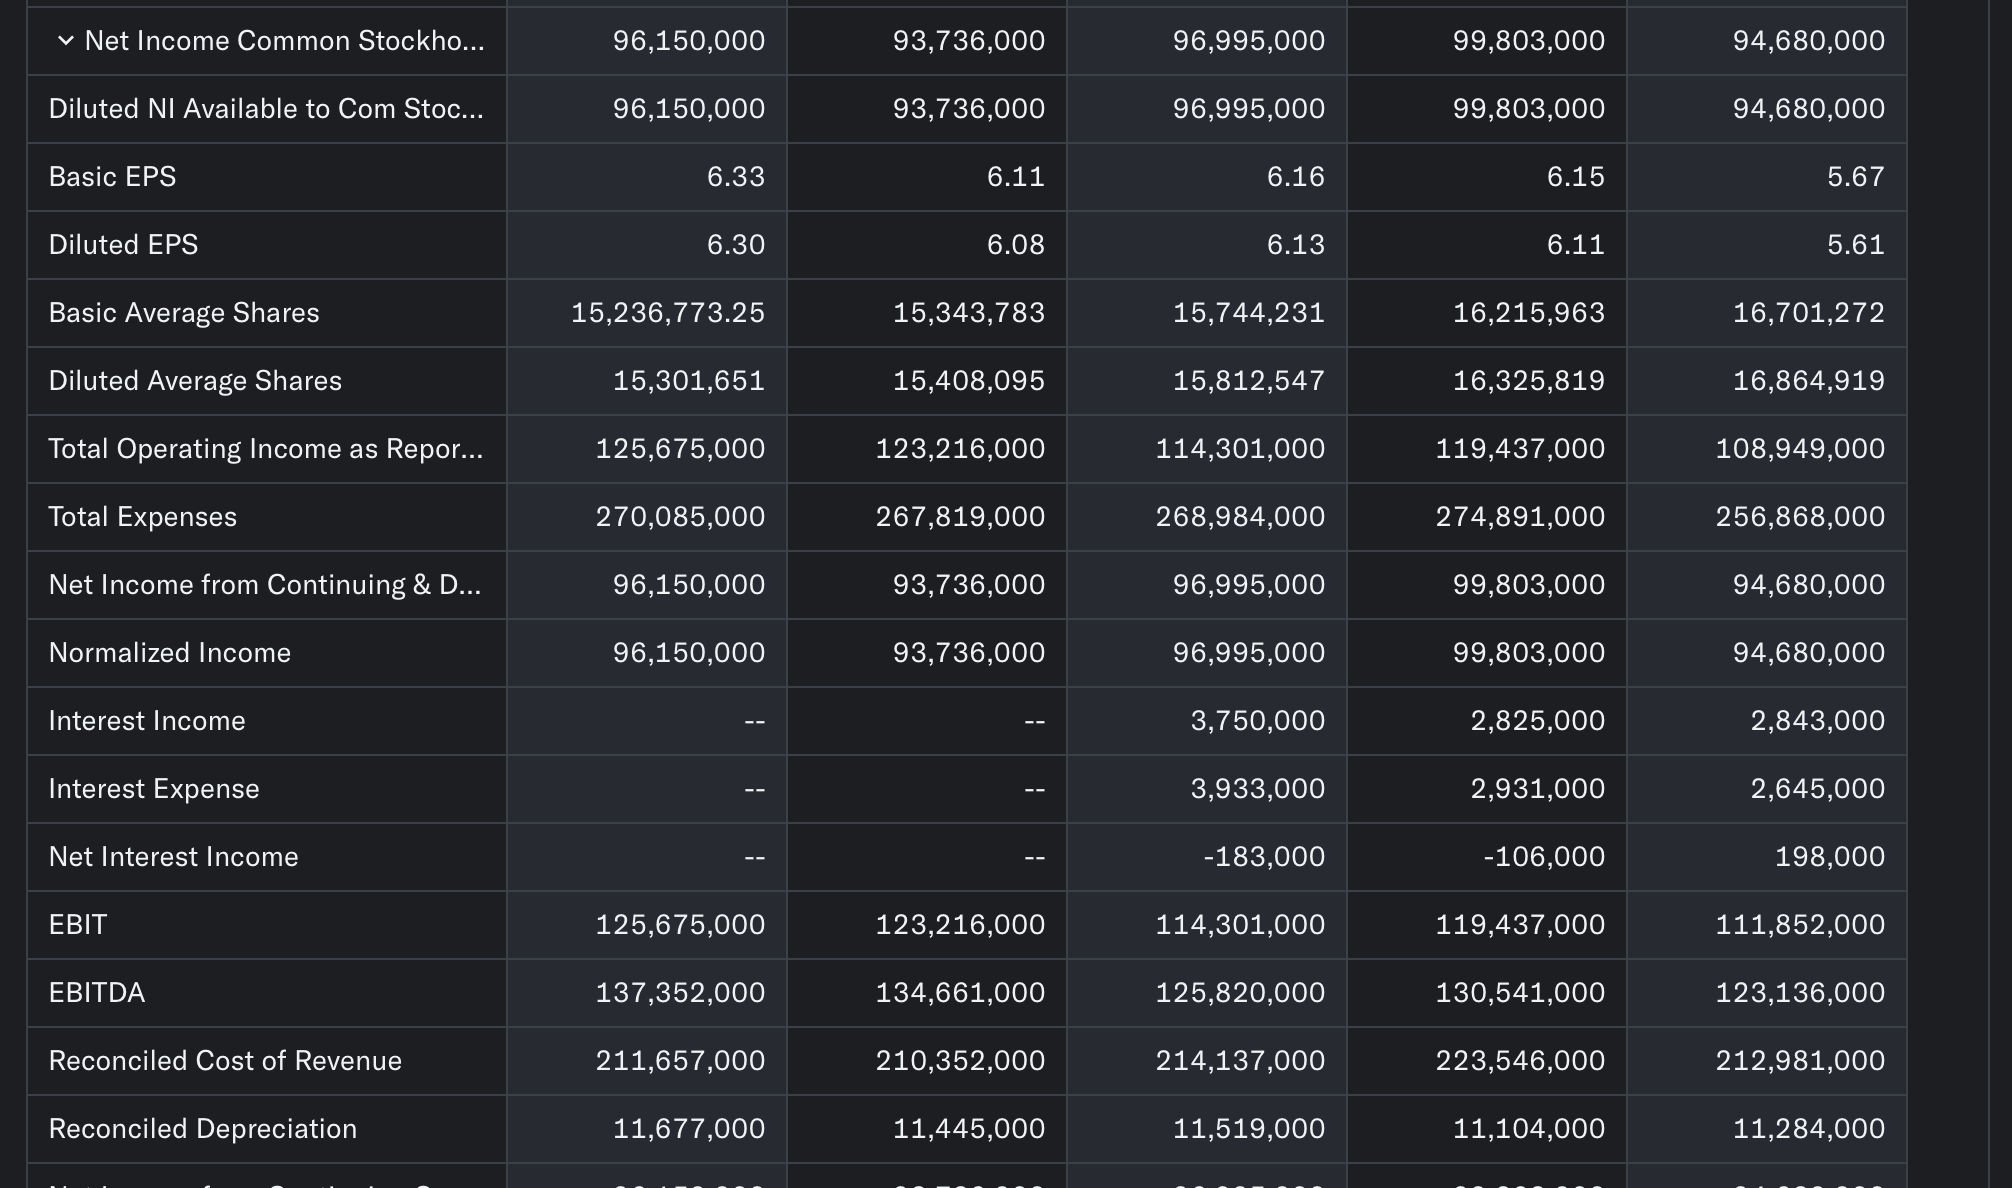 Net Income Common Stockho... 96,150,000 93,736,000 96,995,000 99,803,000 94,680,000
Diluted NI Available to Com Stoc... 96,150,000 93,736,000 96,995,000 99,803,000 94,680,000
Basic EPS 6.33 6.11 6.16 6.15 5.67
Diluted EPS 6.30 6.08 6.13 6.11 5.61
Basic Average Shares 15,236,773.25 15,343,783 15,744,231 16,215,963 16,701,272
Diluted Average Shares 15,301,651 15,408,095 15,812,547 16,325,819 16,864,919
Total Operating Income as Repor... 125,675,000 123,216,000 114,301,000 119,437,000 108,949,000
Total Expenses 270,085,000 267,819,000 268,984,000 274,891,000 256,868,000
Net Income from Continuing & D... 96,150,000 93,736,000 96,995,000 99,803,000 94,680,000
Normalized Income 96,150,000 93,736,000 96,995,000 99,803,000 94,680,000
Interest Income -- -- 3,750,000 2,825,000 2,843,000
Interest Expense -- -- 3,933,000 2,931,000 2,645,000
Net Interest Income -- -- -183,000 -106,000 198,000
EBIT 125,675,000 123,216,000 114,301,000 119,437,000 111,852,000
EBITDA 137,352,000 134,661,000 125,820,000 130,541,000 123,136,000
Reconciled Cost of Revenue 211,657,000 210,352,000 214,137,000 223,546,000 212,981,000
Reconciled Depreciation 11,677,000 11,445,000 11,519,000 11,104,000 11,284,000